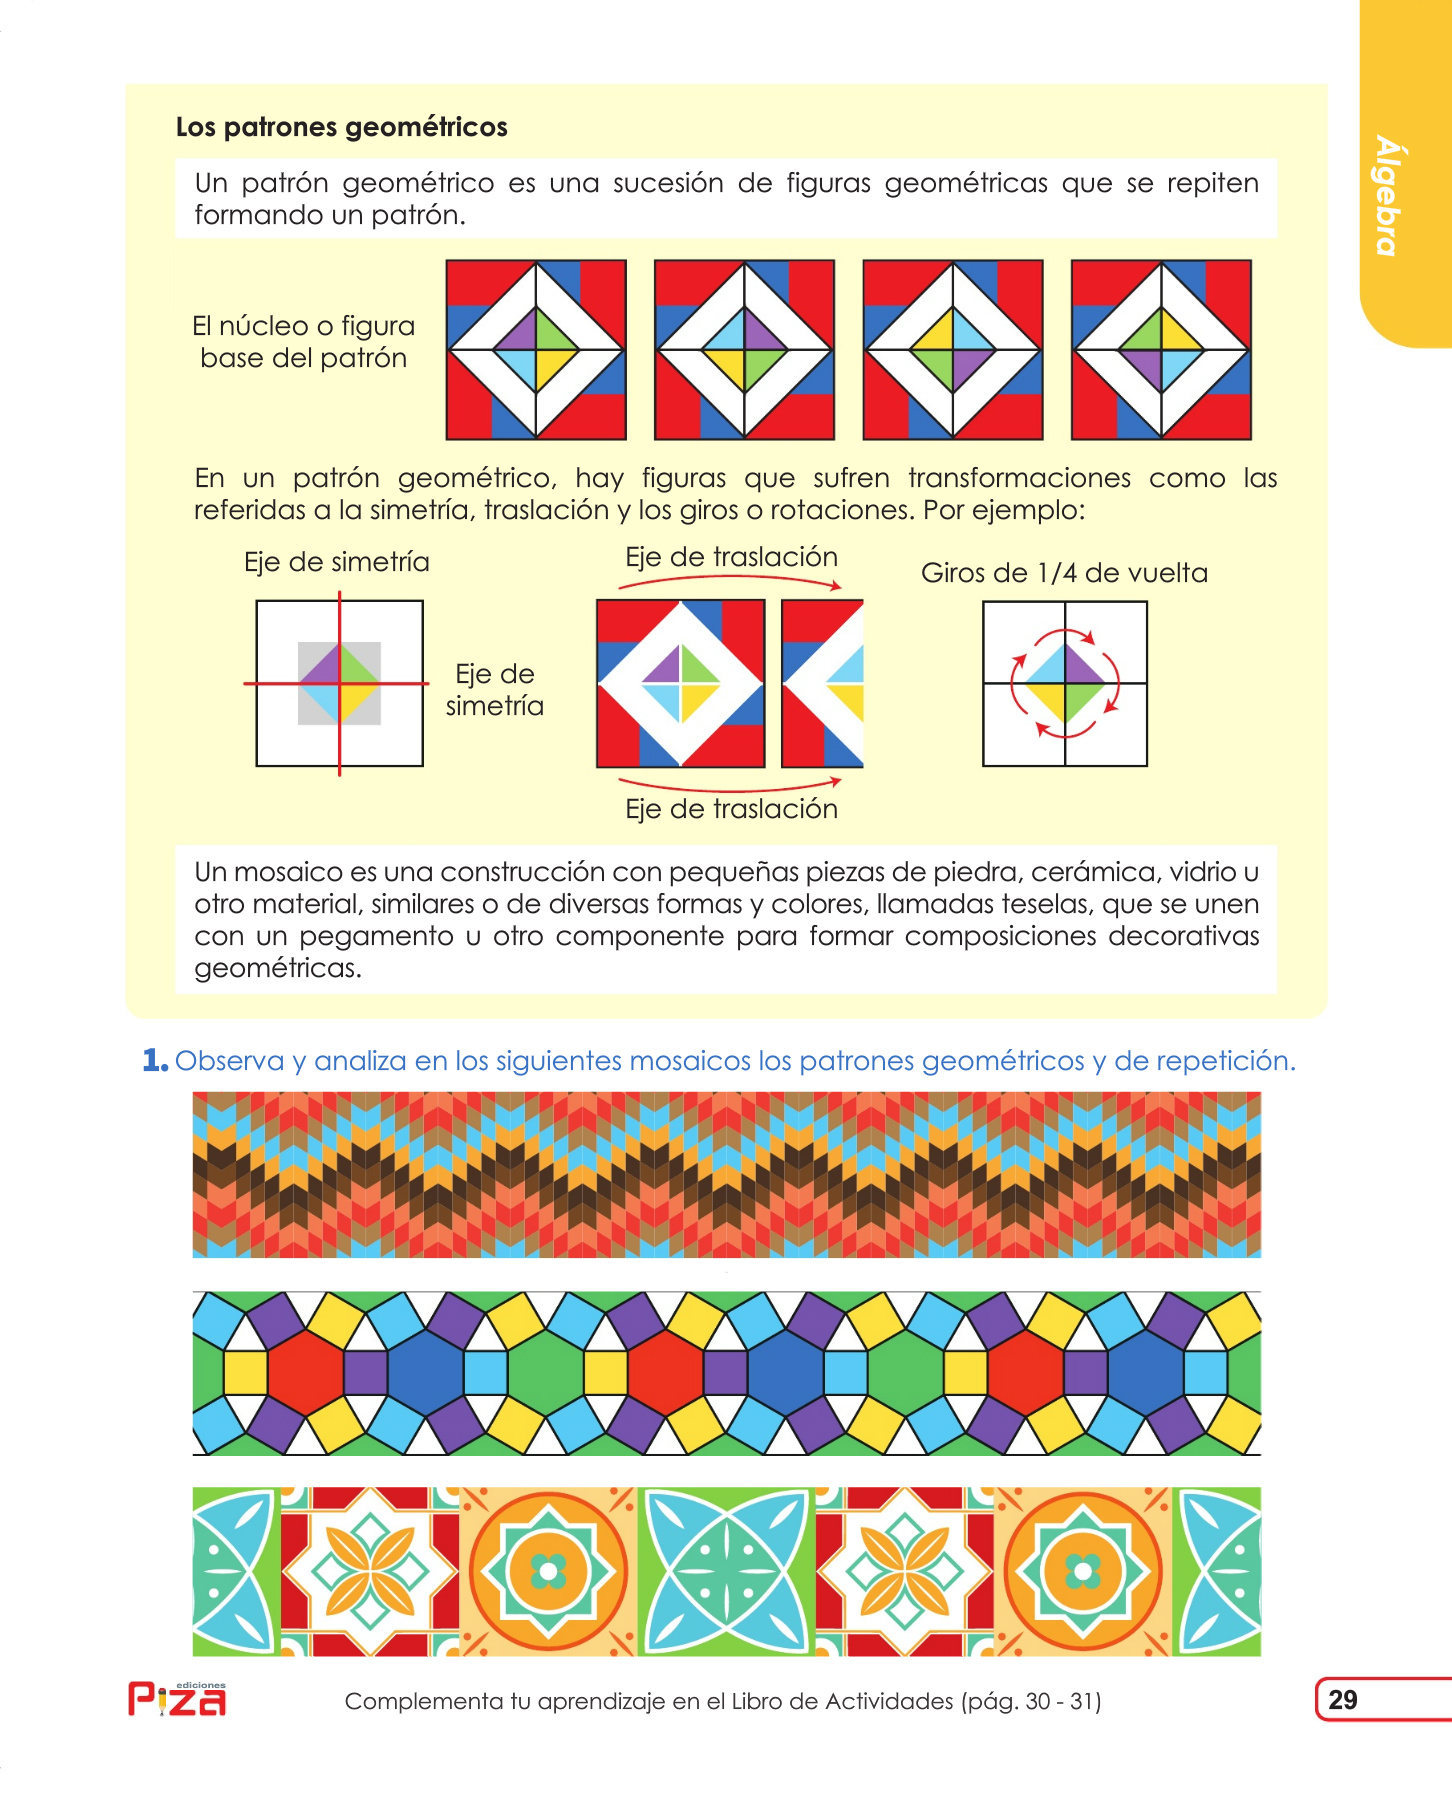 Álgebra
Los patrones geométricos
Un patrón geométrico es una sucesión de figuras geométricas que se repiten
formando un patrón.
El núcleo o figura
base del patrón
En un patrón geométrico, hay figuras que sufren transformaciones como las
referidas a la simetría, traslación y los giros o rotaciones. Por ejemplo:
Eje de simetría
Eje de
simetría
Eje de traslación
Eje de traslación
Giros de 1/4 de vuelta
Un mosaico es una construcción con pequeñas piezas de piedra, cerámica, vidrio u
otro material, similares o de diversas formas y colores, llamadas teselas, que se unen
con un pegamento u otro componente para formar composiciones decorativas
geométricas.
1. Observa y analiza en los siguientes mosaicos los patrones geométricos y de repetición.
ediciones
Piza
Complementa tu aprendizaje en el Libro de Actividades (pág. 30 - 31)
29